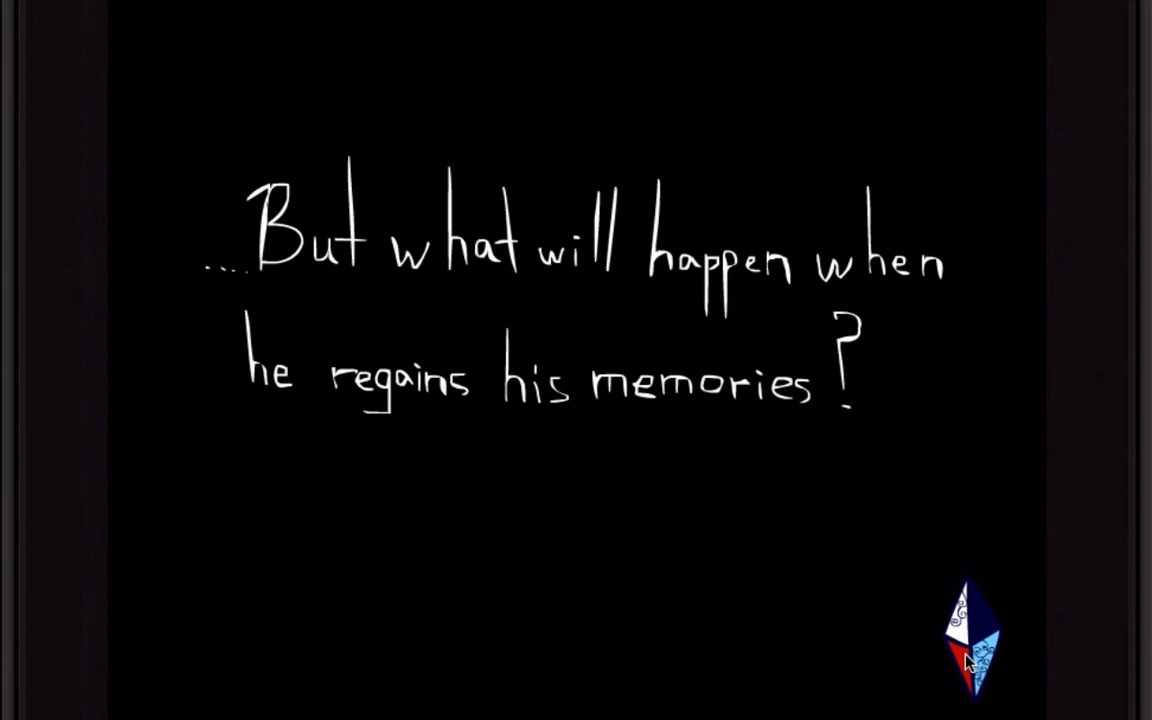 ....But what will happen when
he regains his memories?